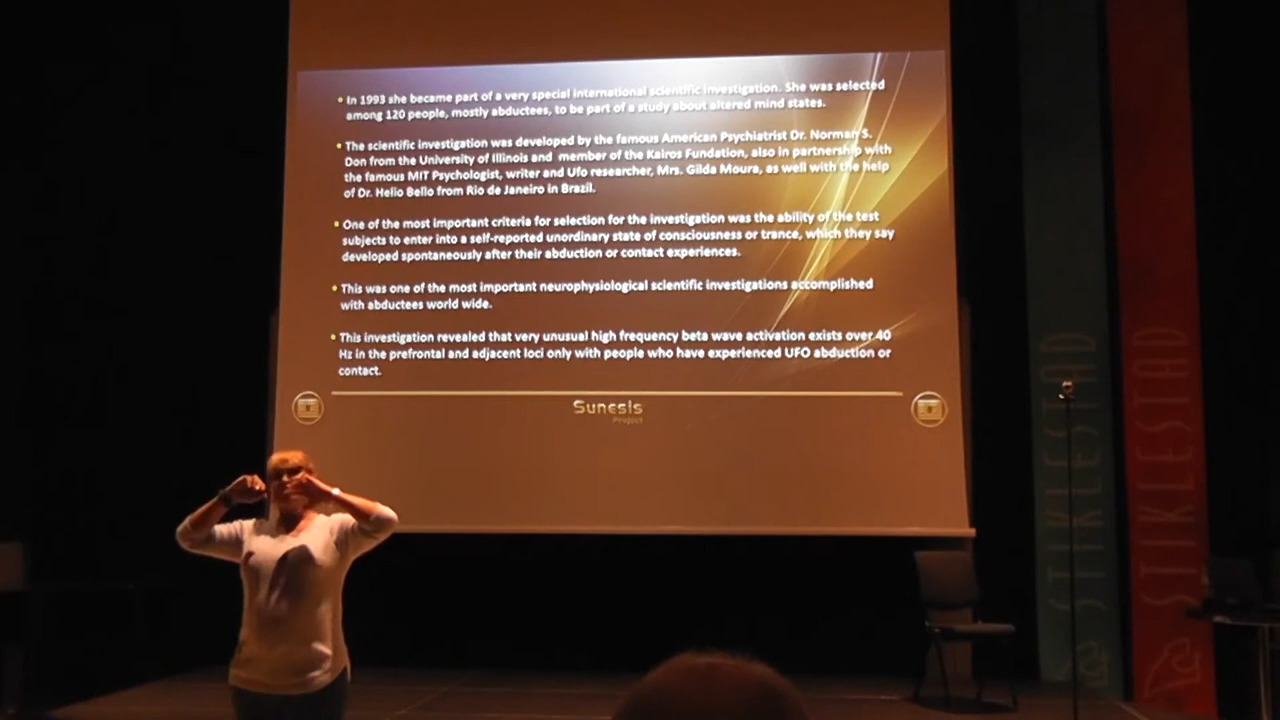 • In 1993 she became part of a very special international scientific investigation. She was selected
among 120 people, mostly abductees, to be part of a study about altered mind states.
• The scientific investigation was developed by the famous American Psychiatrist Dr. Norman S.
Don from the University of Illinois and member of the Kairos Fundation, also in partnership with
the famous MIT Psychologist, writer and Ufo researcher, Mrs. Gilda Moura, as well with the help
of Dr. Helio Bello from Rio de Janeiro in Brazil.
• One of the most important criteria for selection for the investigation was the ability of the test
subjects to enter into a self-reported unordinary state of consciousness or trance, which they say
developed spontaneously after their abduction or contact experiences.
• This was one of the most important neurophysiological scientific investigations accomplished
with abductees world wide.
• This investigation revealed that very unusual high frequency beta wave activation exists over 40
Hz in the prefrontal and adjacent loci only with people who have experienced UFO abduction or
contact.
Sunesis
Project
STIKLESTAD
STIKLESTAD